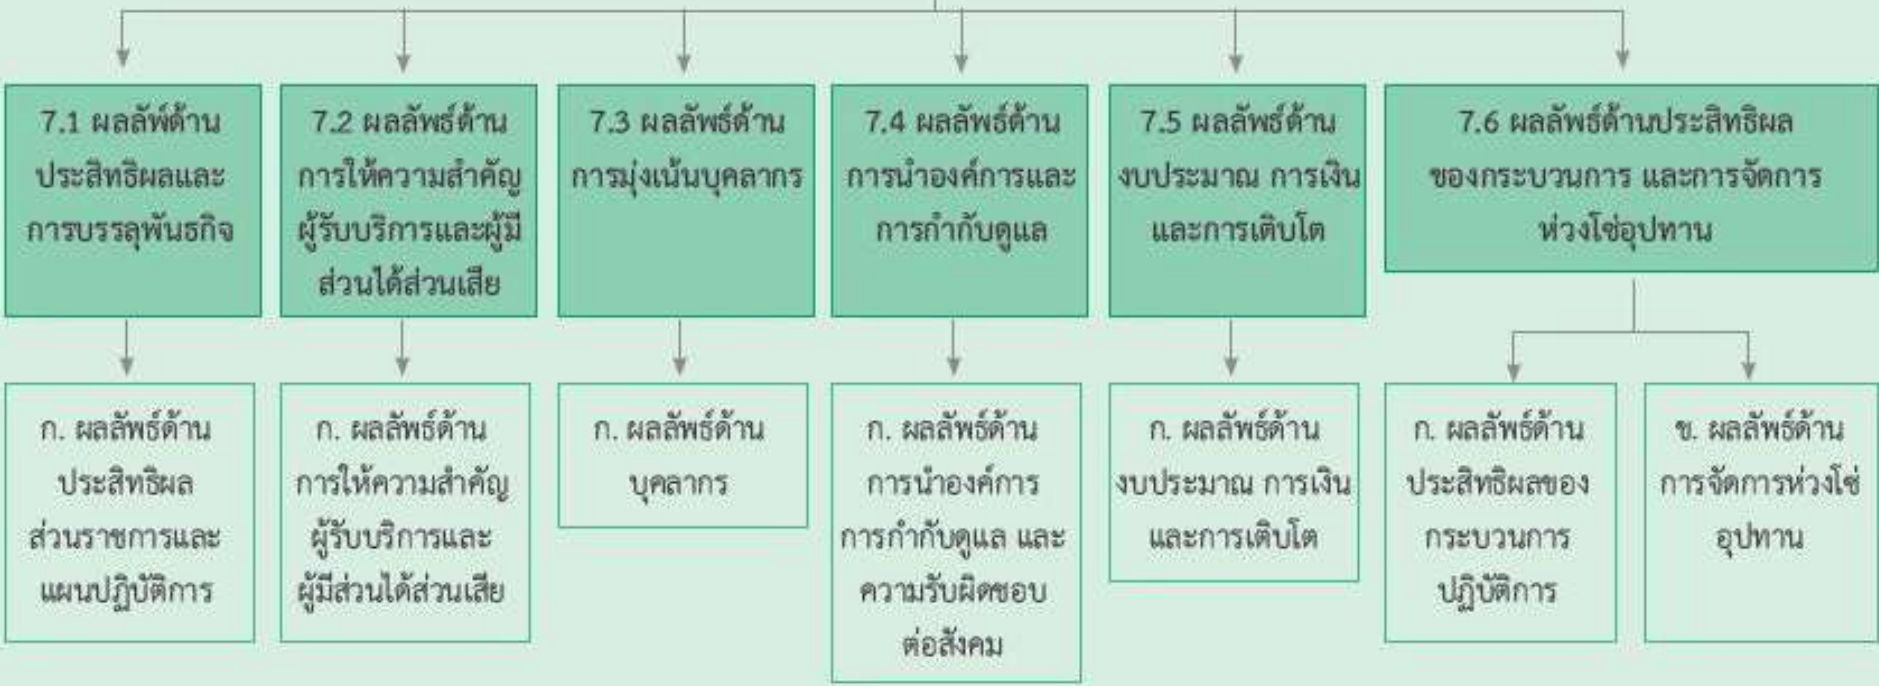 7.1 ผลลัพ์ด้าน
ประสิทธิผลและ
การบรรลุพันธกิจ
7.2 ผลลัพธ์ด้าน
การให้ความสำคัญ
ผู้รับบริการและผู้มี
ส่วนได้ส่วนเสีย
7.3 ผลลัพธ์ด้าน
การมุ่งเน้นบุคลากร
7.4 ผลลัพธ์ด้าน
การนำองค์การและ
การกำกับดูแล
7.5 ผลลัพธ์ด้าน
งบประมาณ การเงิน
และการเติบโต
7.6 ผลลัพธ์ด้านประสิทธิผล
ของกระบวนการ และการจัดการ
ห่วงโซ่อุปทาน
ก. ผลลัพธ์ด้าน
ประสิทธิผล
ส่วนราชการและ
แผนปฏิบัติการ
ก. ผลลัพธ์ด้าน
การให้ความสำคัญ
ผู้รับบริการและ
ผู้มีส่วนได้ส่วนเสีย
ก. ผลลัพธ์ด้าน
บุคลากร
ก. ผลลัพธ์ด้าน
การนำองค์การ
การกำกับดูแล และ
ความรับผิดชอบ
ต่อสังคม
ก. ผลลัพธ์ด้าน
งบประมาณ การเงิน
และการเติบโต
ก. ผลลัพธ์ด้าน
ประสิทธิผลของ
กระบวนการ
ปฏิบัติการ
ข. ผลลัพธ์ด้าน
การจัดการห่วงโซ่
อุปทาน